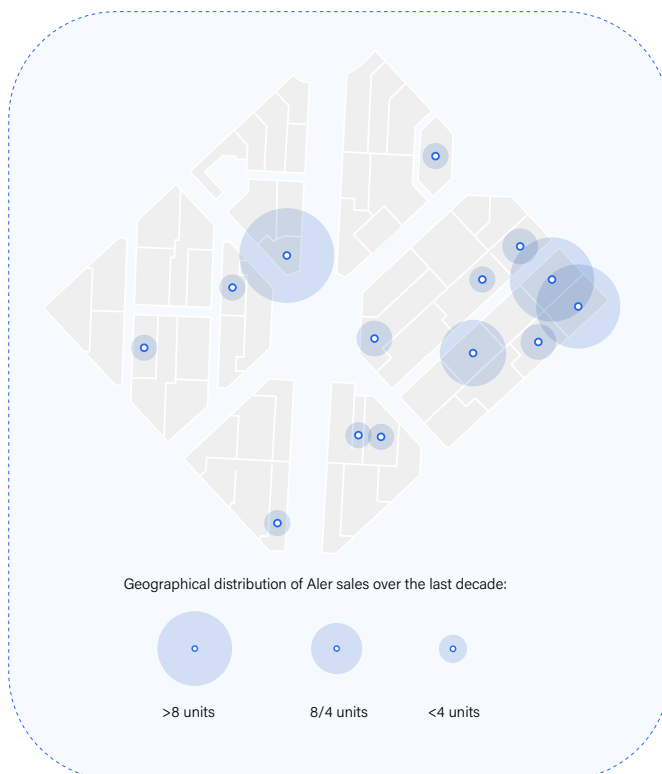 Geographical distribution of Aler sales over the last decade:
>8 units
8/4 units
<4 units